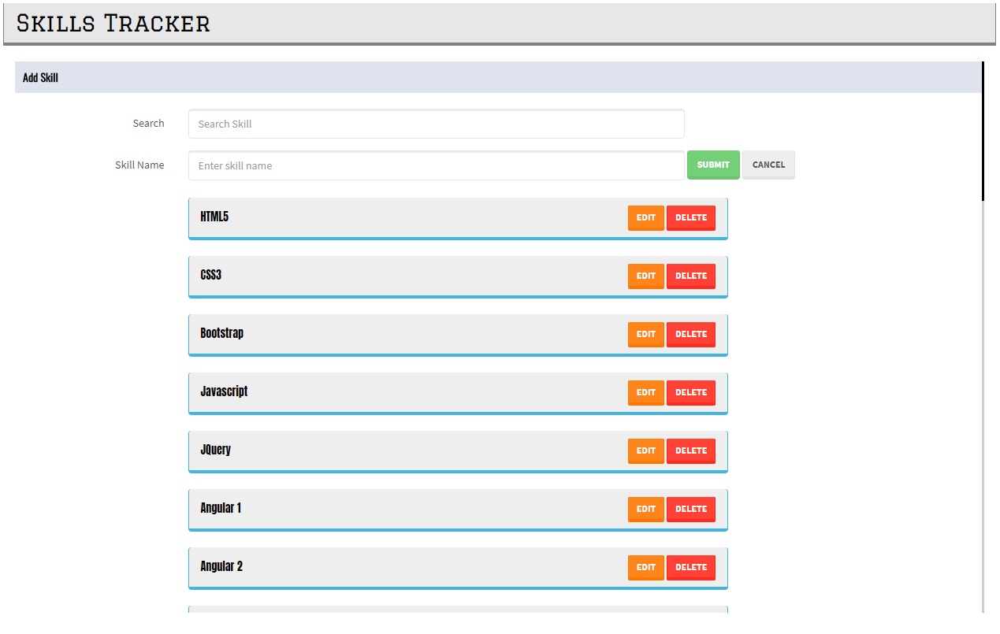 Skills Tracker
Add Skill
Search Search Skill
Skill Name Enter skill name SUBMIT CANCEL
HTML5 EDIT DELETE
CSS3 EDIT DELETE
Bootstrap EDIT DELETE
Javascript EDIT DELETE
JQuery EDIT DELETE
Angular 1 EDIT DELETE
Angular 2 EDIT DELETE